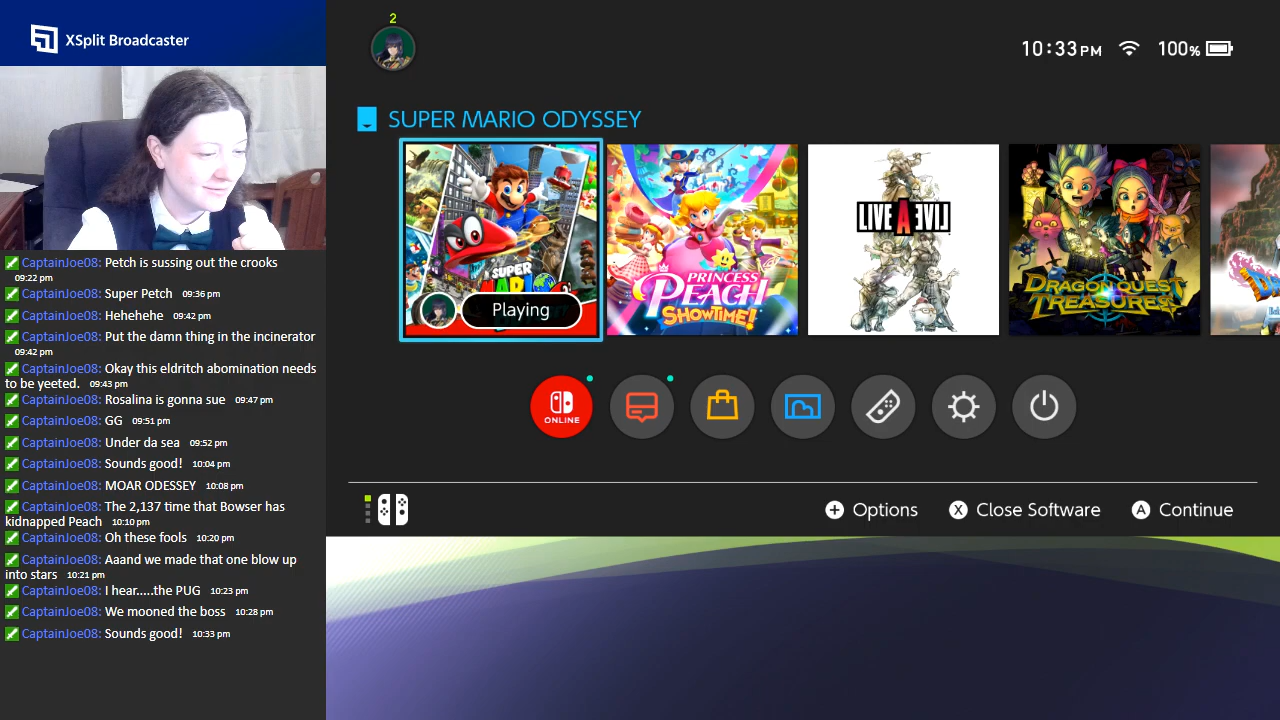 XSplit Broadcaster
CaptainJoe08: Petch is sussing out the crooks
09:22 pm
CaptainJoe08: Super Petch 09:36 pm
CaptainJoe08: Hehehehe 09:42 pm
CaptainJoe08: Put the damn thing in the incinerator
09:42 pm
CaptainJoe08: Okay this eldritch abomination needs
to be yeeted. 09:43 pm
CaptainJoe08: Rosalina is gonna sue 09:47 pm
CaptainJoe08: GG 09:51 pm
CaptainJoe08: Under da sea 09:52 pm
CaptainJoe08: Sounds good! 10:04 pm
CaptainJoe08: MOAR ODESSEY 10:08 pm
CaptainJoe08: The 2,137 time that Bowser has
kidnapped Peach 10:10 pm
CaptainJoe08: Oh these fools 10:20 pm
CaptainJoe08: Aaand we made that one blow up
into stars 10:21 pm
CaptainJoe08: I hear.....the PUG 10:23 pm
CaptainJoe08: We mooned the boss 10:28 pm
CaptainJoe08: Sounds good! 10:33 pm
2
10:33 PM 100%
SUPER MARIO ODYSSEY
SUPER
Playing
PRINCESS
PEACH
SHOWTIME!
LIVE A LIVE
DRAGON QUEST
TREASURES
ONLINE
Options
X Close Software
A Continue